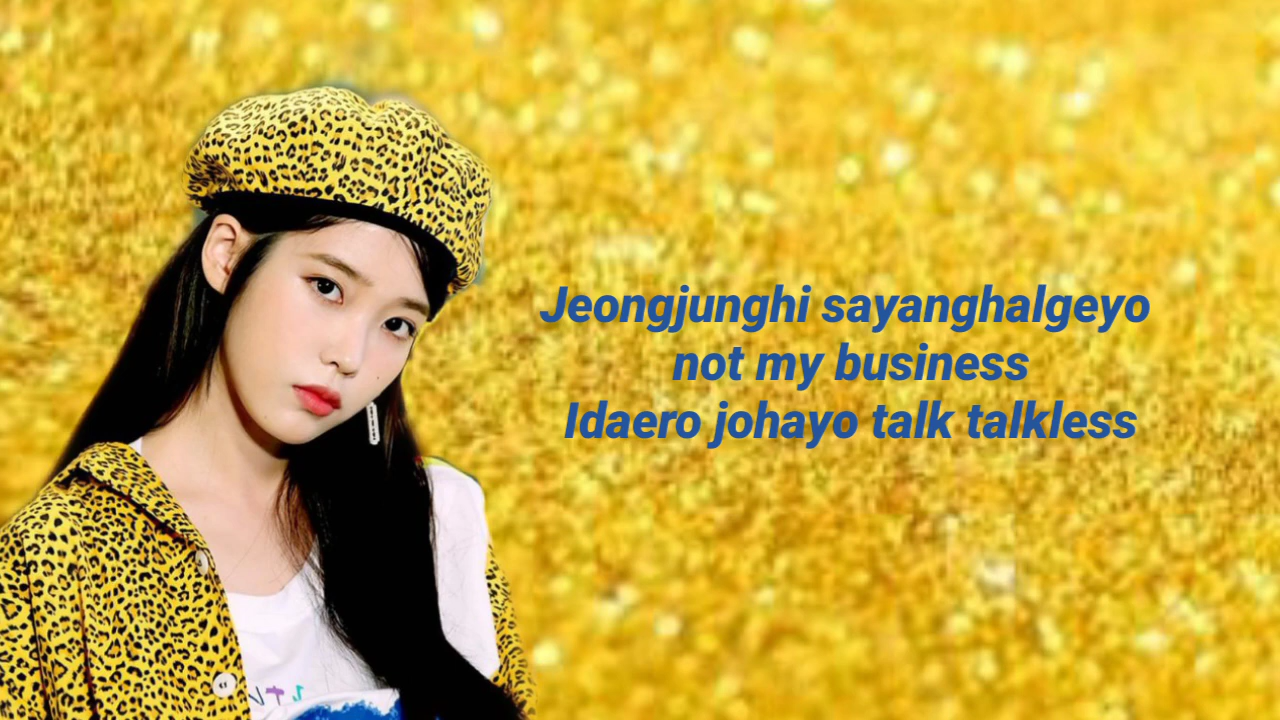 Jeongjunghi sayanghalgeyo
not my business
Idaero johayo talk talkless